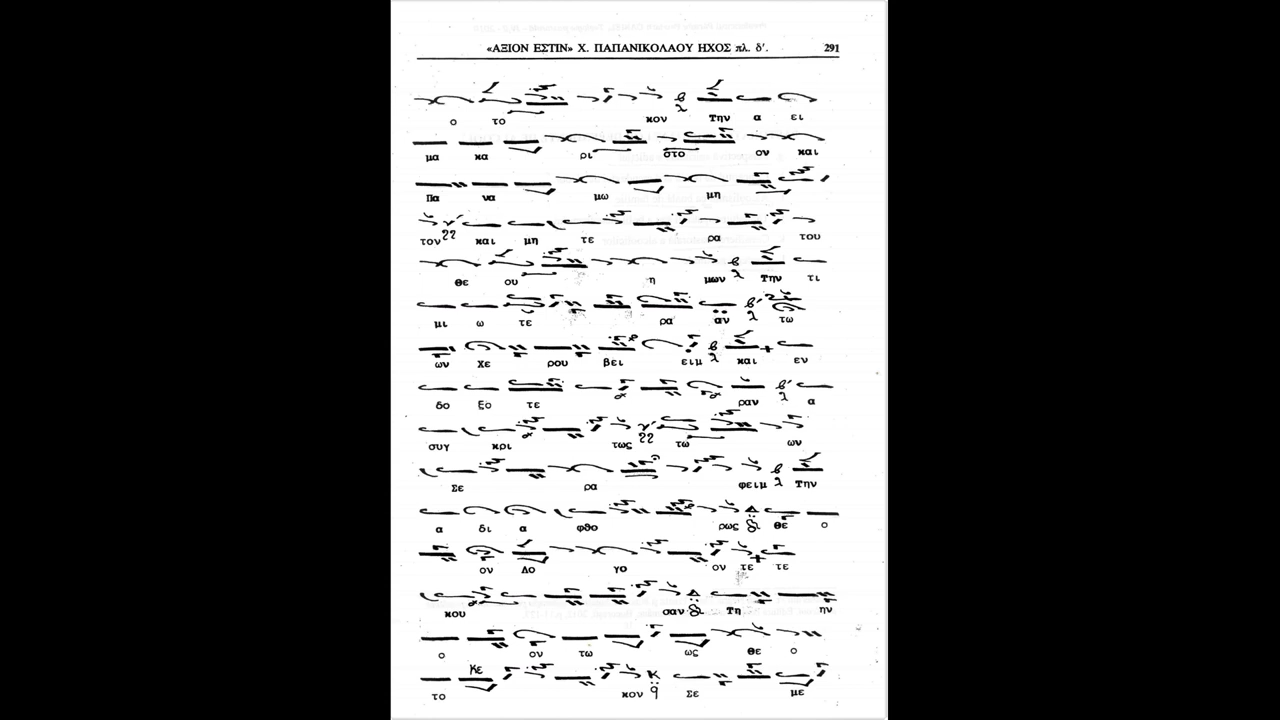 «ΑΞΙΟΝ ΕΣΤΙΝ» Χ. ΠΑΠΑΝΙΚΟΛΑΟΥ ΗΧΟΣ πλ. δ'. 291
ο το κον Την α ει
μα κα ρι στο ον και
Πα να μω μη
τον και μη τε ρα του
θε ου η μων Την τι
μι ω τε ρα αν τω
ων χε ρου βει ειμ και εν
δο ξο τε ραν α
συγ κρι τως τω ων
Σε ρα φειμ Την
α δι α φθο ρως θε ο
ον Δο γο ον τε τε
κου σαν Τη ην
ο ον τω ως θε ο
το κον Σε με